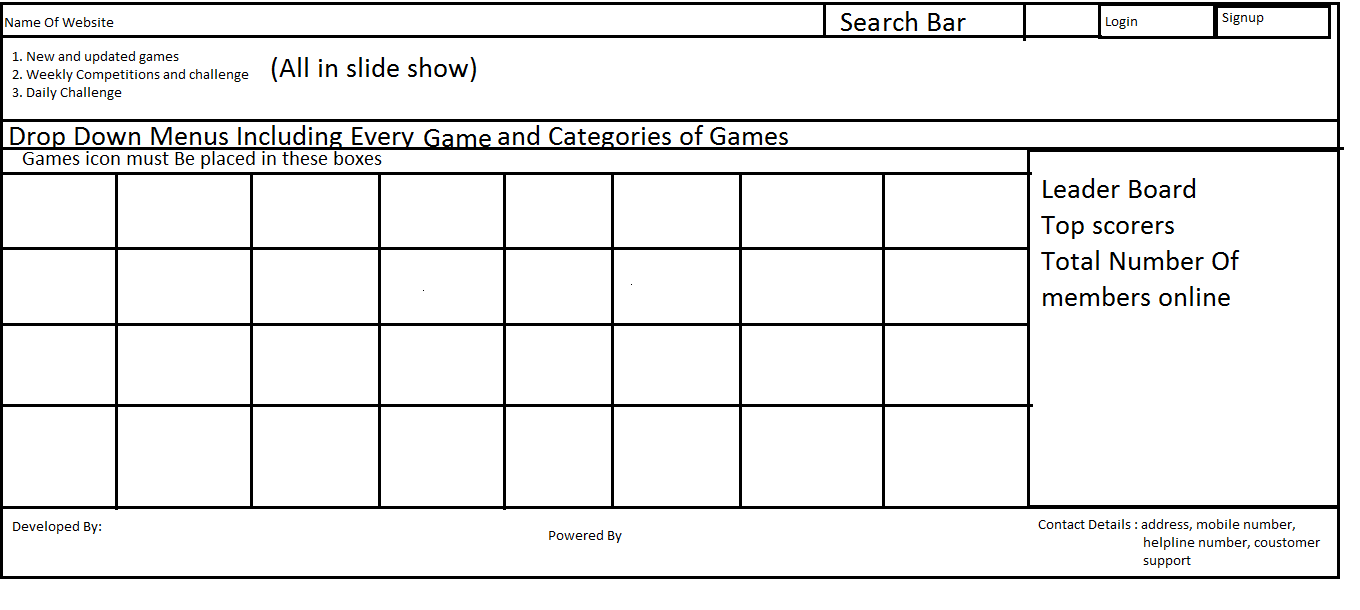 Name Of Website
Search Bar
Login
Signup
1. New and updated games
2. Weekly Competitions and challenge
3. Daily Challenge
(All in slide show)
Drop Down Menus Including Every Game and Categories of Games
Games icon must Be placed in these boxes
Leader Board
Top scorers
Total Number Of
members online
Developed By:
Powered By
Contact Details : address, mobile number,
helpline number, coustomer
support